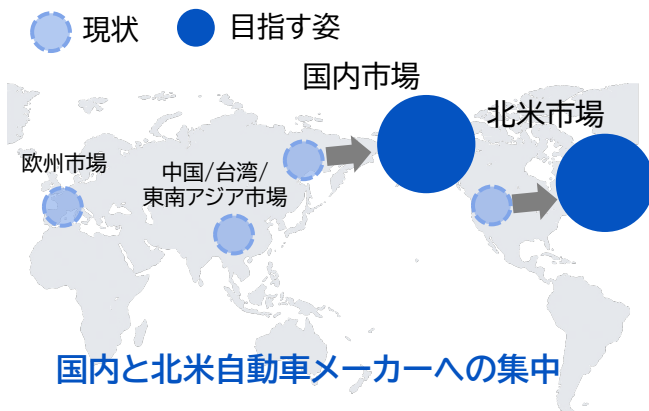 現状
目指す姿
国内市場
北米市場
欧州市場
中国/台湾/
東南アジア市場
国内と北米自動車メーカーへの集中